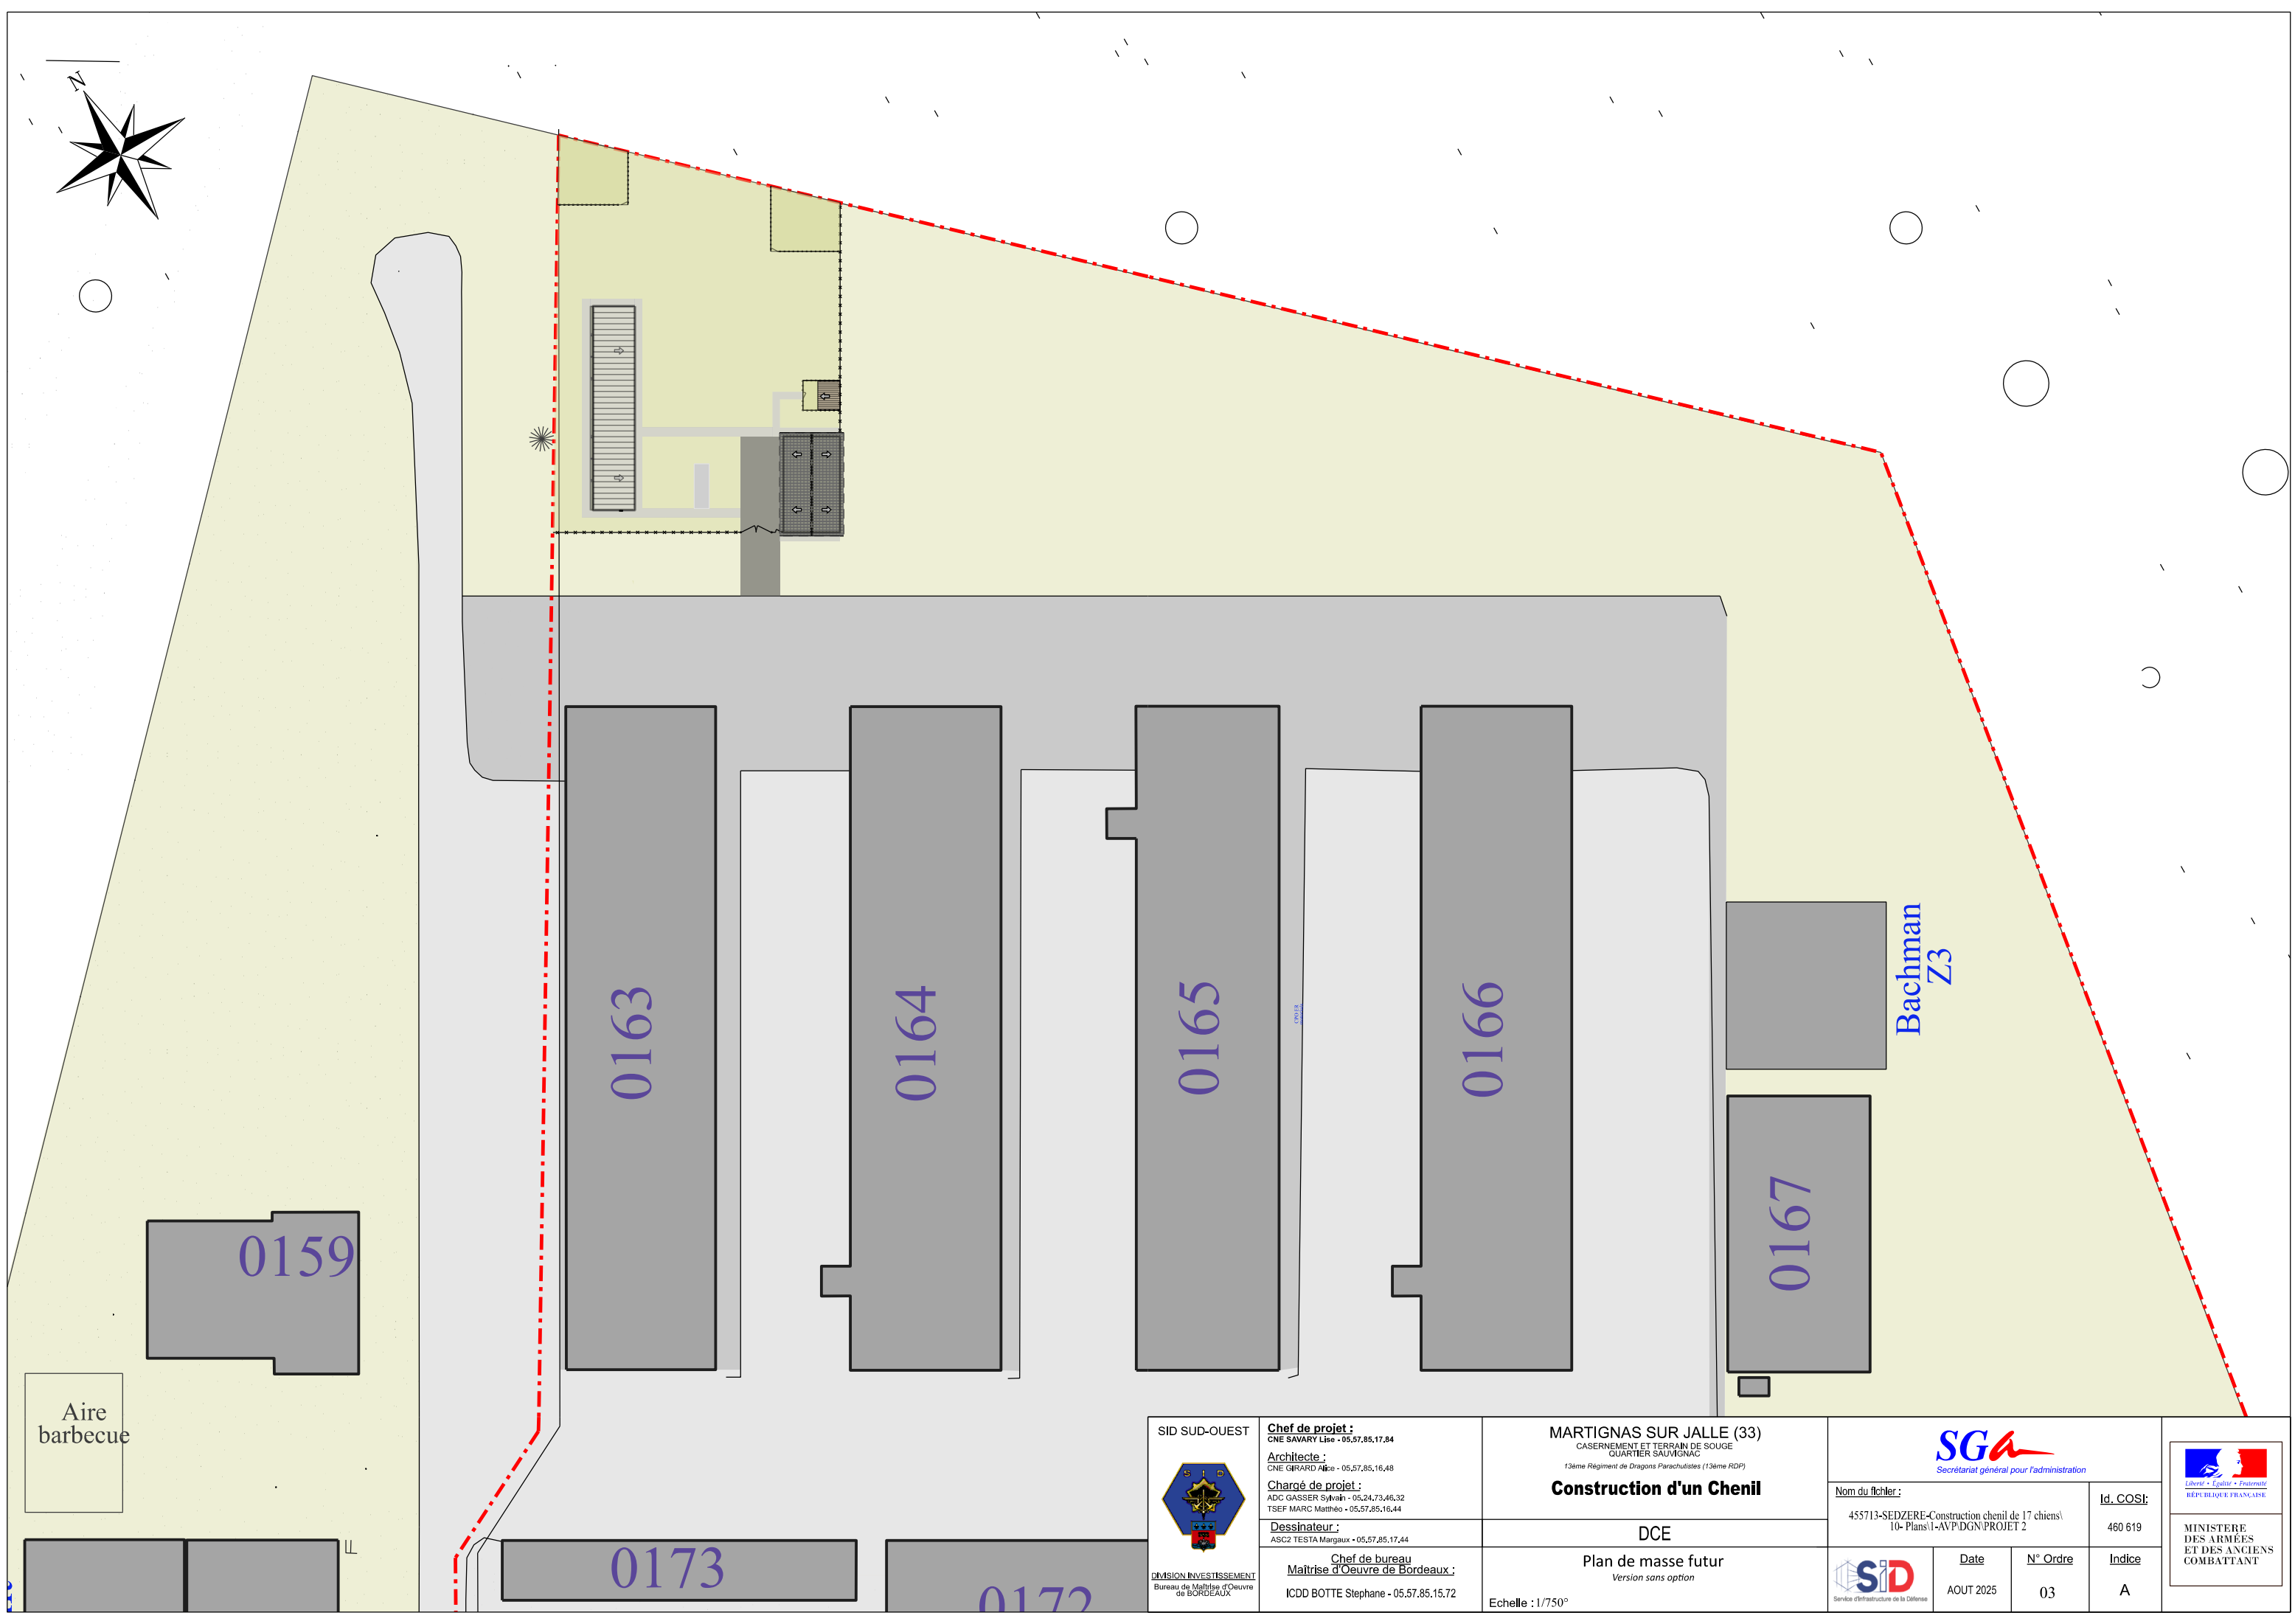 N
0163
0164
0165
0166
0167
Bachman
Z3
0159
Aire
barbecue
0173
0172
SID SUD-OUEST
S I D
DIVISION INVESTISSEMENT
Bureau de Maîtrise d'Oeuvre
de BORDEAUX
Chef de projet :
CNE SAVARY Lise - 05.57.85.17.84
Architecte :
CNE GIRARD Alice - 05.57.85.16.48
Chargé de projet :
ADC GASSER Sylvain - 05.24.73.46.32
TSEF MARC Matthéo - 05.57.85.16.44
Dessinateur :
ASC2 TESTA Margaux - 05.57.85.17.44
Chef de bureau
Maîtrise d'Oeuvre de Bordeaux :
ICDD BOTTE Stephane - 05.57.85.15.72
MARTIGNAS SUR JALLE (33)
CASERNEMENT ET TERRAIN DE SOUGE
QUARTIER SAUVIGNAC
13ème Régiment de Dragons Parachutistes (13ème RDP)
Construction d'un Chenil
DCE
Plan de masse futur
Version sans option
Echelle : 1/750°
SGa
Secrétariat général pour l'administration
Nom du fichier :
455713-SEDZERE-Construction chenil de 17 chiens\
10- Plans\1-AVP\DGN\PROJET 2
Id. COSI:
460 619
SiD
Service d'Infrastructure de la Défense
Date
AOUT 2025
N° Ordre
03
Indice
A
Liberté • Égalité • Fraternité
RÉPUBLIQUE FRANÇAISE
MINISTERE
DES ARMÉES
ET DES ANCIENS
COMBATTANT